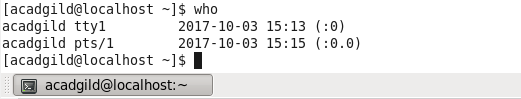 [acadgild@localhost ~]$ who
acadgild tty1         2017-10-03 15:13 (:0)
acadgild pts/1        2017-10-03 15:15 (:0.0)
[acadgild@localhost ~]$
acadgild@localhost:~